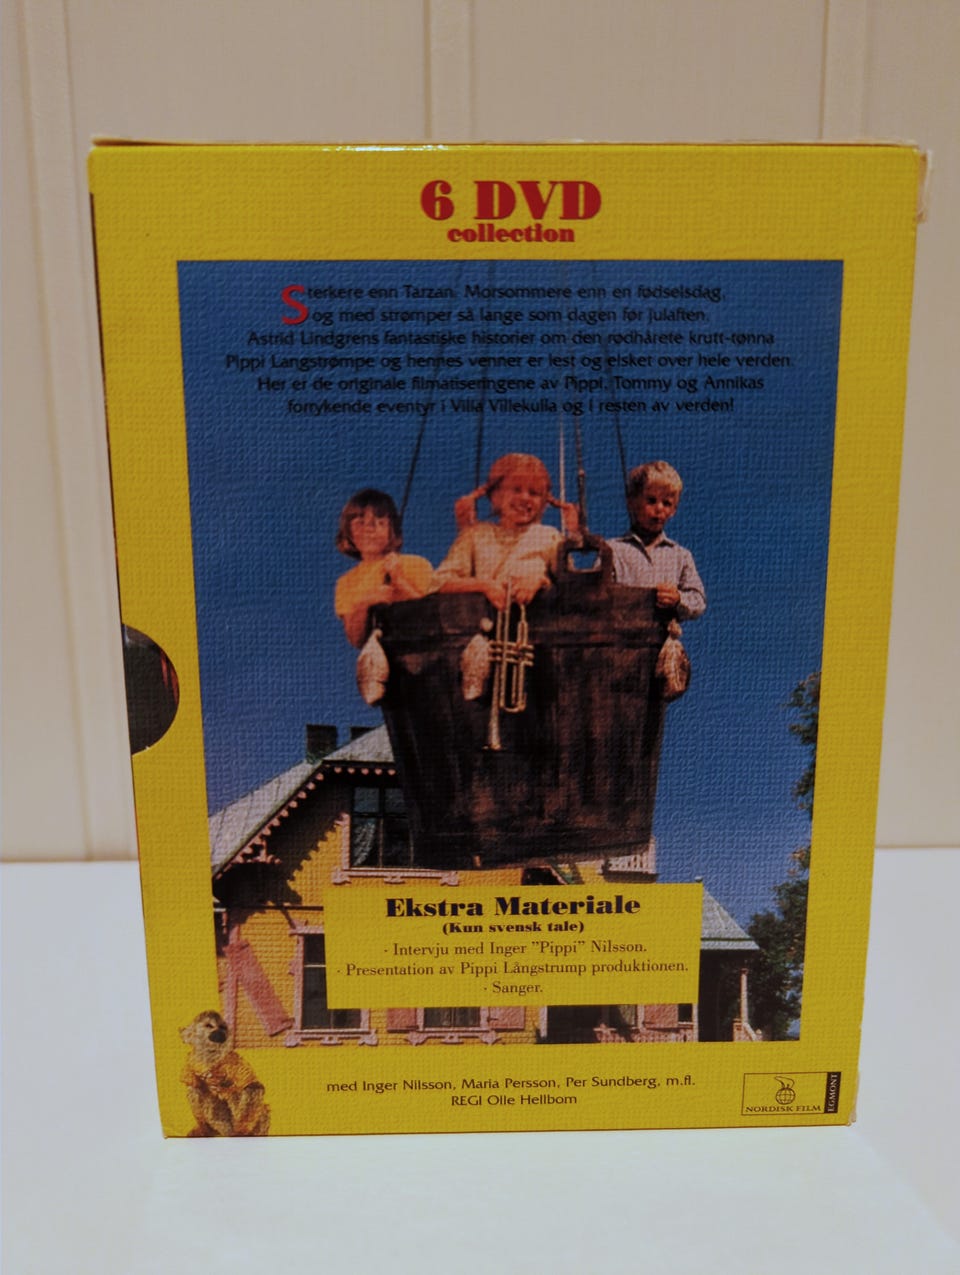 6 DVD
collection
Sterkere enn Tarzan. Morsommere enn en fødselsdag,
og med strømper så lange som dagen før julaften.
Astrid Lindgrens fantastiske historier om den rødhårete krutt-tønna
Pippi Langstrømpe og hennes venner er lest og elsket over hele verden.
Her er de originale filmatiseringene av Pippi, Tommy og Annikas
forrykende eventyr i Villa Villekulla og i resten av verden!
Ekstra Materiale
(Kun svensk tale)
· Intervju med Inger ”Pippi” Nilsson.
· Presentation av Pippi Långstrump produktionen.
· Sanger.
med Inger Nilsson, Maria Persson, Per Sundberg, m.fl.
REGI Olle Hellbom
NORDISK FILM
EGMONT